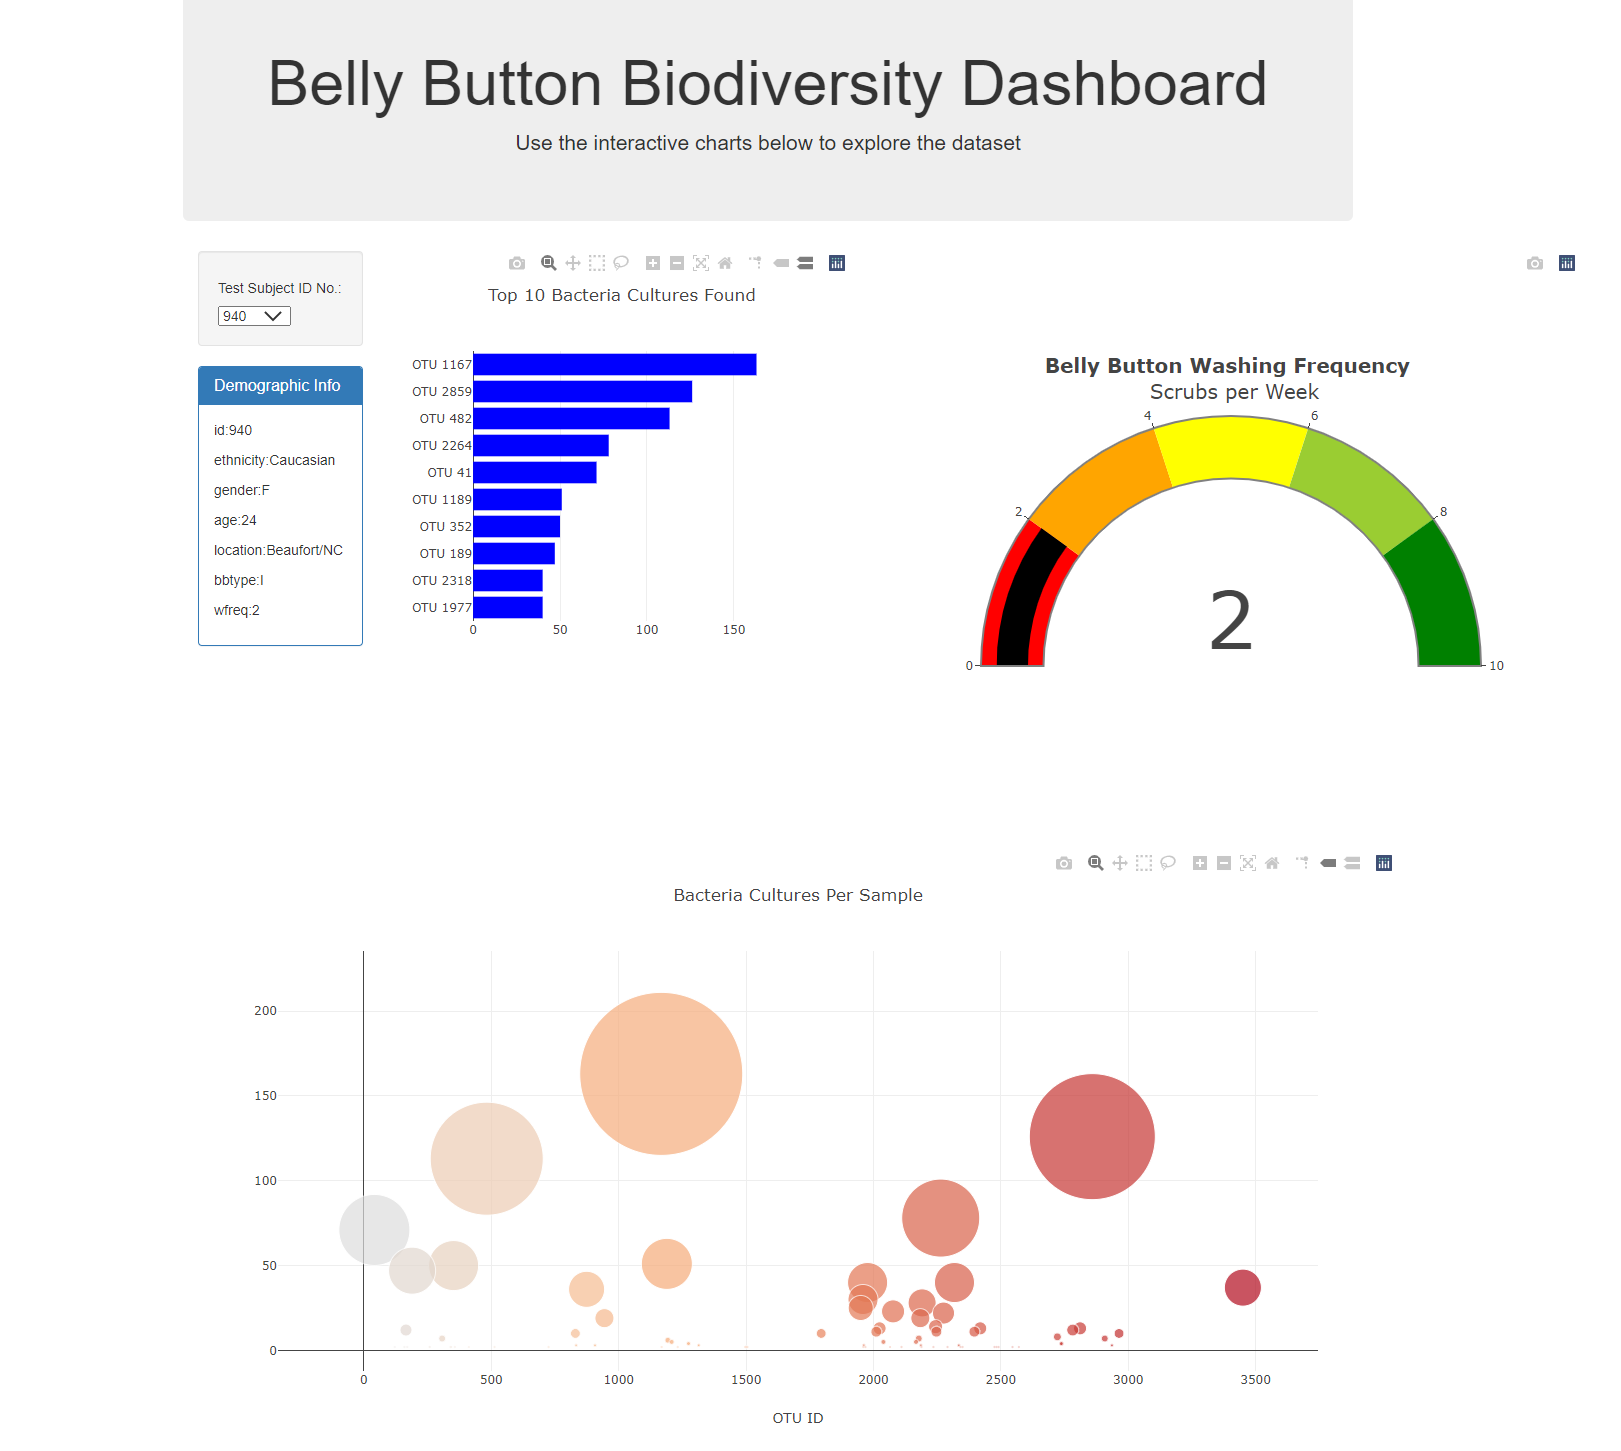 Belly Button Biodiversity Dashboard
Use the interactive charts below to explore the dataset
Test Subject ID No.:
940
Demographic Info
id:940
ethnicity:Caucasian
gender:F
age:24
location:Beaufort/NC
bbtype:I
wfreq:2
Top 10 Bacteria Cultures Found
OTU 1167
OTU 2859
OTU 482
OTU 2264
OTU 41
OTU 1189
OTU 352
OTU 189
OTU 2318
OTU 1977
0 50 100 150
Belly Button Washing Frequency
Scrubs per Week
4 6
2 8
2
0 10
Bacteria Cultures Per Sample
200
150
100
50
0
0 500 1000 1500 2000 2500 3000 3500
OTU ID